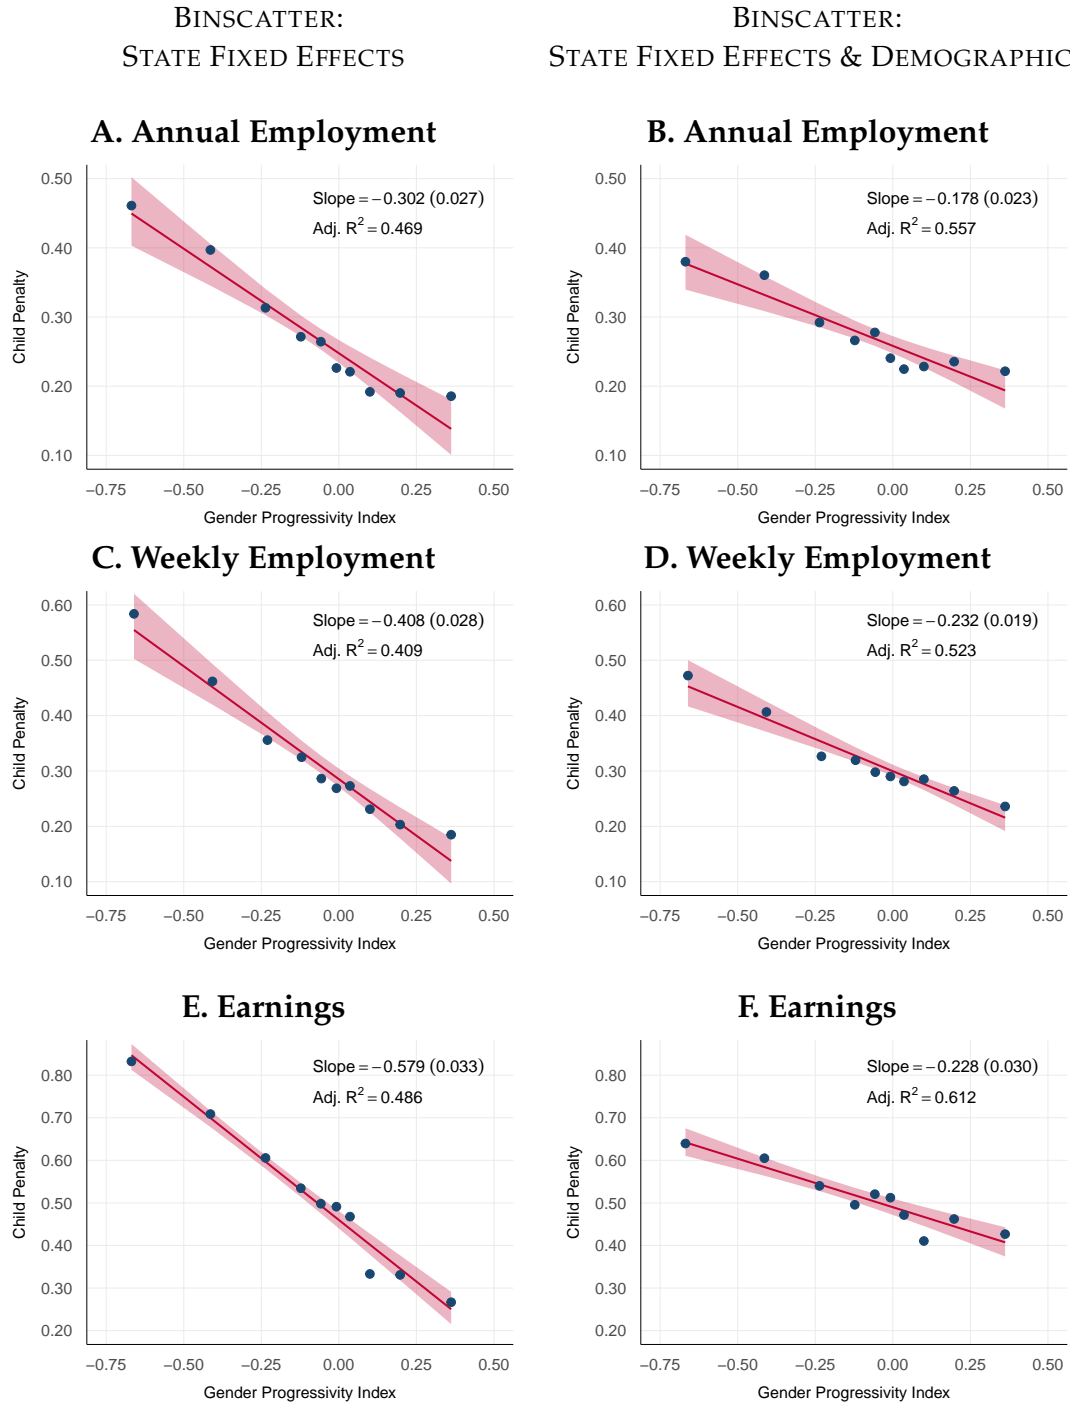 BINSCATTER:
STATE FIXED EFFECTS
BINSCATTER:
STATE FIXED EFFECTS & DEMOGRAPHIC
A. Annual Employment
Slope = −0.302 (0.027)
Adj. R² = 0.469
Child Penalty
0.50
0.40
0.30
0.20
0.10
−0.75 −0.50 −0.25 0.00 0.25 0.50
Gender Progressivity Index
B. Annual Employment
Slope = −0.178 (0.023)
Adj. R² = 0.557
Child Penalty
0.50
0.40
0.30
0.20
0.10
−0.75 −0.50 −0.25 0.00 0.25 0.50
Gender Progressivity Index
C. Weekly Employment
Slope = −0.408 (0.028)
Adj. R² = 0.409
Child Penalty
0.60
0.50
0.40
0.30
0.20
0.10
−0.75 −0.50 −0.25 0.00 0.25 0.50
Gender Progressivity Index
D. Weekly Employment
Slope = −0.232 (0.019)
Adj. R² = 0.523
Child Penalty
0.60
0.50
0.40
0.30
0.20
0.10
−0.75 −0.50 −0.25 0.00 0.25 0.50
Gender Progressivity Index
E. Earnings
Slope = −0.579 (0.033)
Adj. R² = 0.486
Child Penalty
0.80
0.70
0.60
0.50
0.40
0.30
0.20
−0.75 −0.50 −0.25 0.00 0.25 0.50
Gender Progressivity Index
F. Earnings
Slope = −0.228 (0.030)
Adj. R² = 0.612
Child Penalty
0.80
0.70
0.60
0.50
0.40
0.30
0.20
−0.75 −0.50 −0.25 0.00 0.25 0.50
Gender Progressivity Index